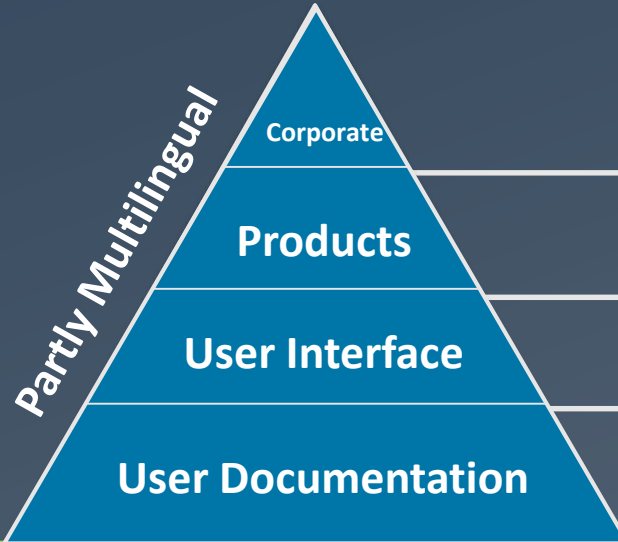 Partly Multilingual
Corporate
Products
User Interface
User Documentation